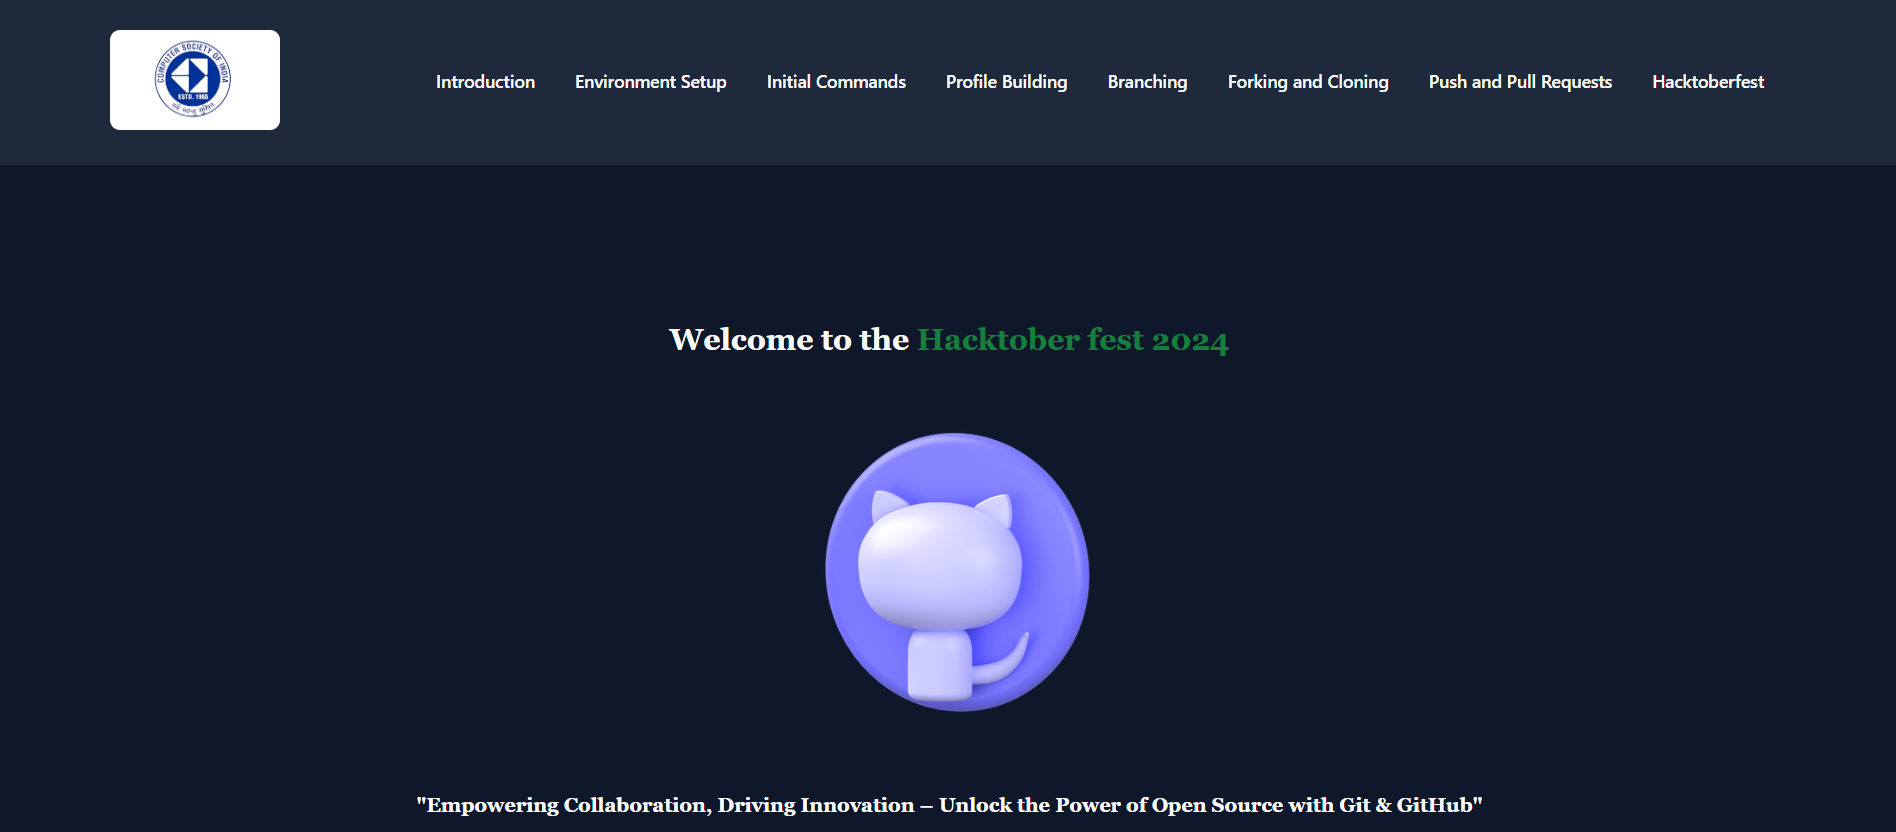 COMPUTER SOCIETY OF INDIA
ESTD. 1965
Introduction Environment Setup Initial Commands Profile Building Branching Forking and Cloning Push and Pull Requests Hacktoberfest
Welcome to the Hacktober fest 2024
"Empowering Collaboration, Driving Innovation – Unlock the Power of Open Source with Git & GitHub"